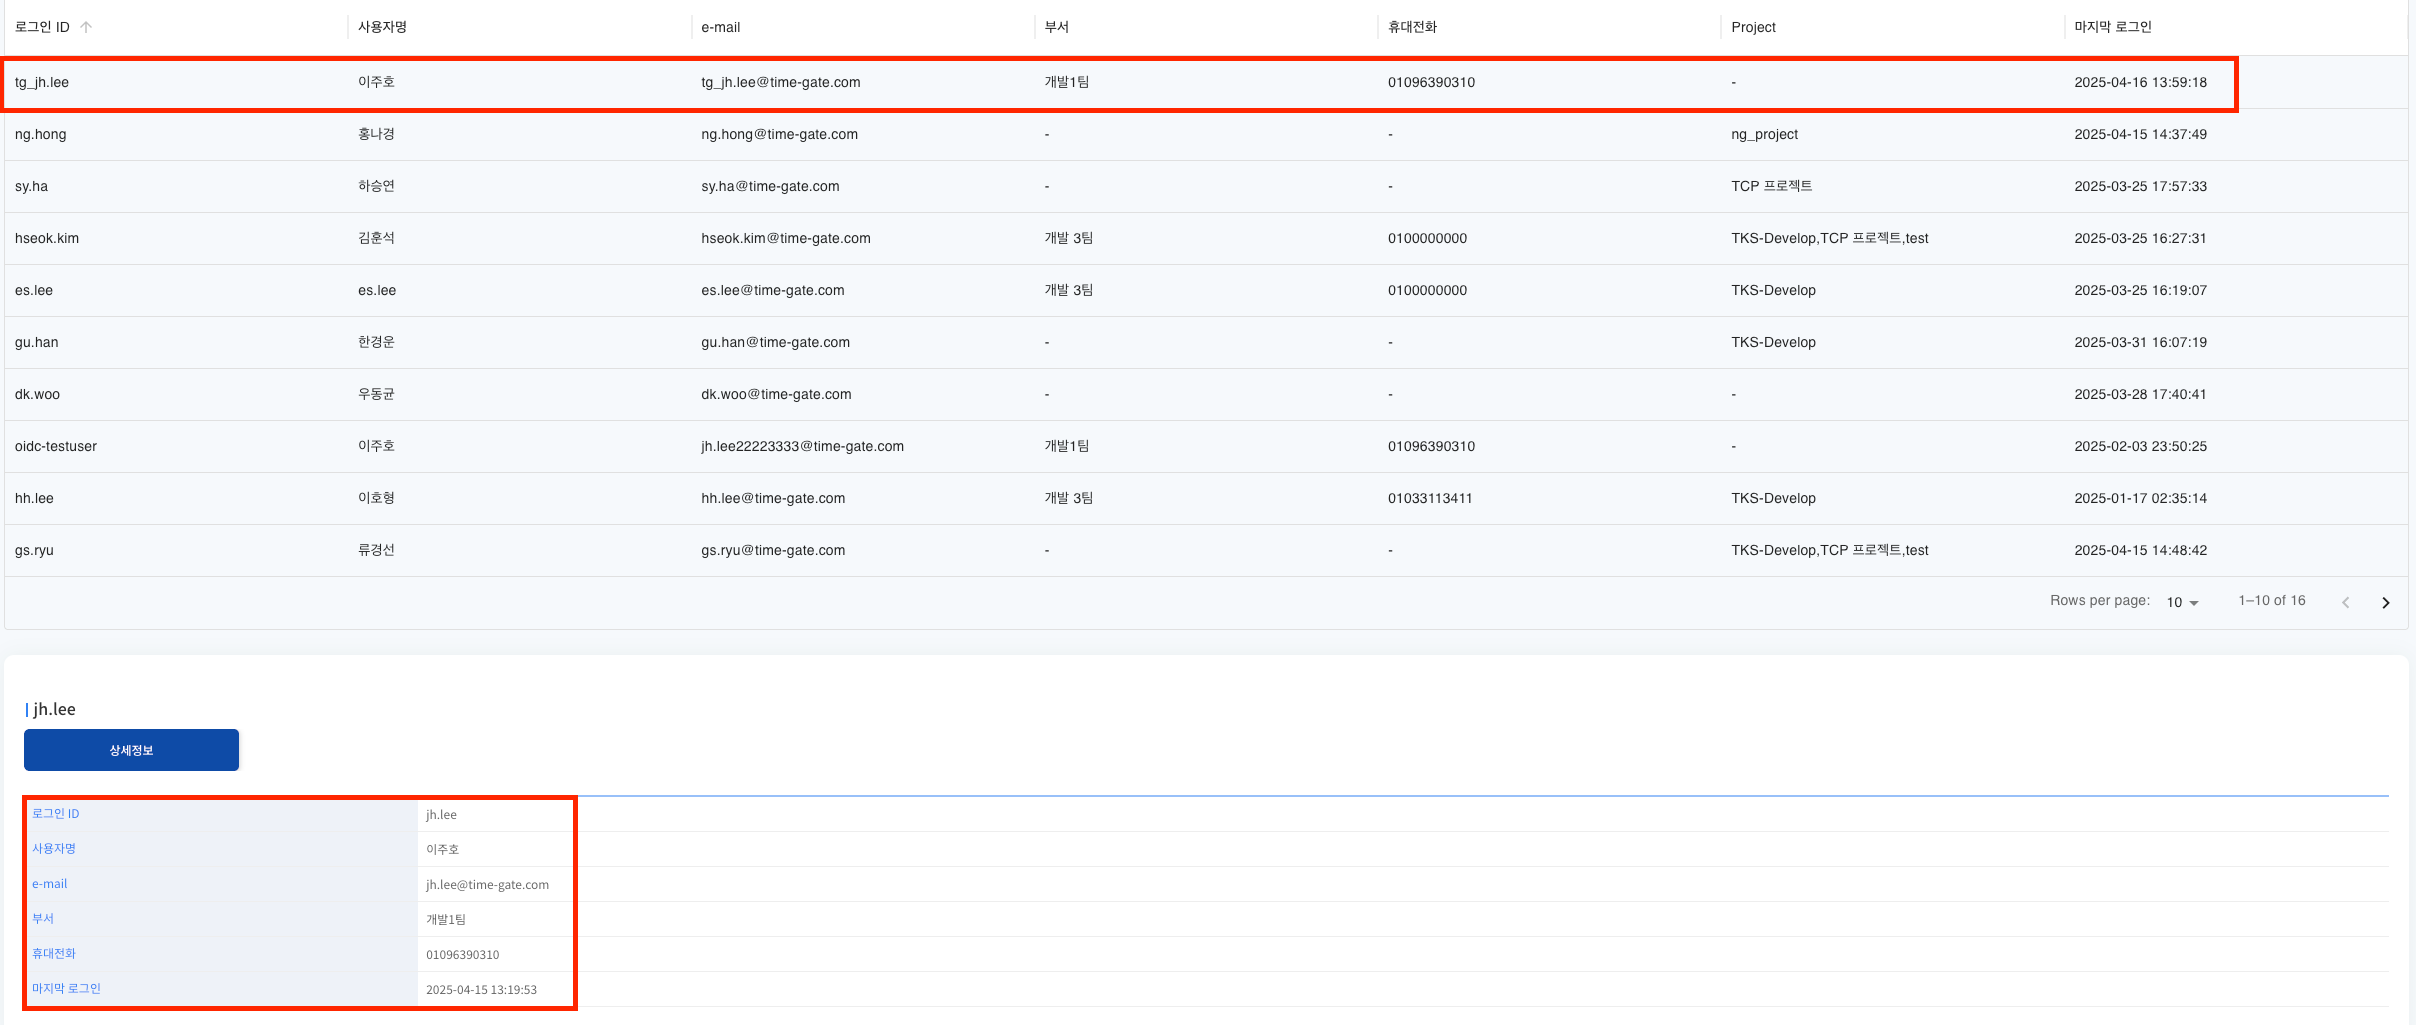 로그인 ID 사용자명 e-mail 부서 휴대전화 Project 마지막 로그인
tg_jh.lee 이주호 tg_jh.lee@time-gate.com 개발1팀 01096390310 - 2025-04-16 13:59:18
ng.hong 홍나경 ng.hong@time-gate.com - - ng_project 2025-04-15 14:37:49
sy.ha 하승연 sy.ha@time-gate.com - - TCP 프로젝트 2025-03-25 17:57:33
hseok.kim 김훈석 hseok.kim@time-gate.com 개발 3팀 0100000000 TKS-Develop,TCP 프로젝트,test 2025-03-25 16:27:31
es.lee es.lee es.lee@time-gate.com 개발 3팀 0100000000 TKS-Develop 2025-03-25 16:19:07
gu.han 한경운 gu.han@time-gate.com - - TKS-Develop 2025-03-31 16:07:19
dk.woo 우동균 dk.woo@time-gate.com - - - 2025-03-28 17:40:41
oidc-testuser 이주호 jh.lee22223333@time-gate.com 개발1팀 01096390310 - 2025-02-03 23:50:25
hh.lee 이호형 hh.lee@time-gate.com 개발 3팀 01033113411 TKS-Develop 2025-01-17 02:35:14
gs.ryu 류경선 gs.ryu@time-gate.com - - TKS-Develop,TCP 프로젝트,test 2025-04-15 14:48:42
Rows per page: 10 1–10 of 16
jh.lee
상세정보
로그인 ID jh.lee
사용자명 이주호
e-mail jh.lee@time-gate.com
부서 개발1팀
휴대전화 01096390310
마지막 로그인 2025-04-15 13:19:53